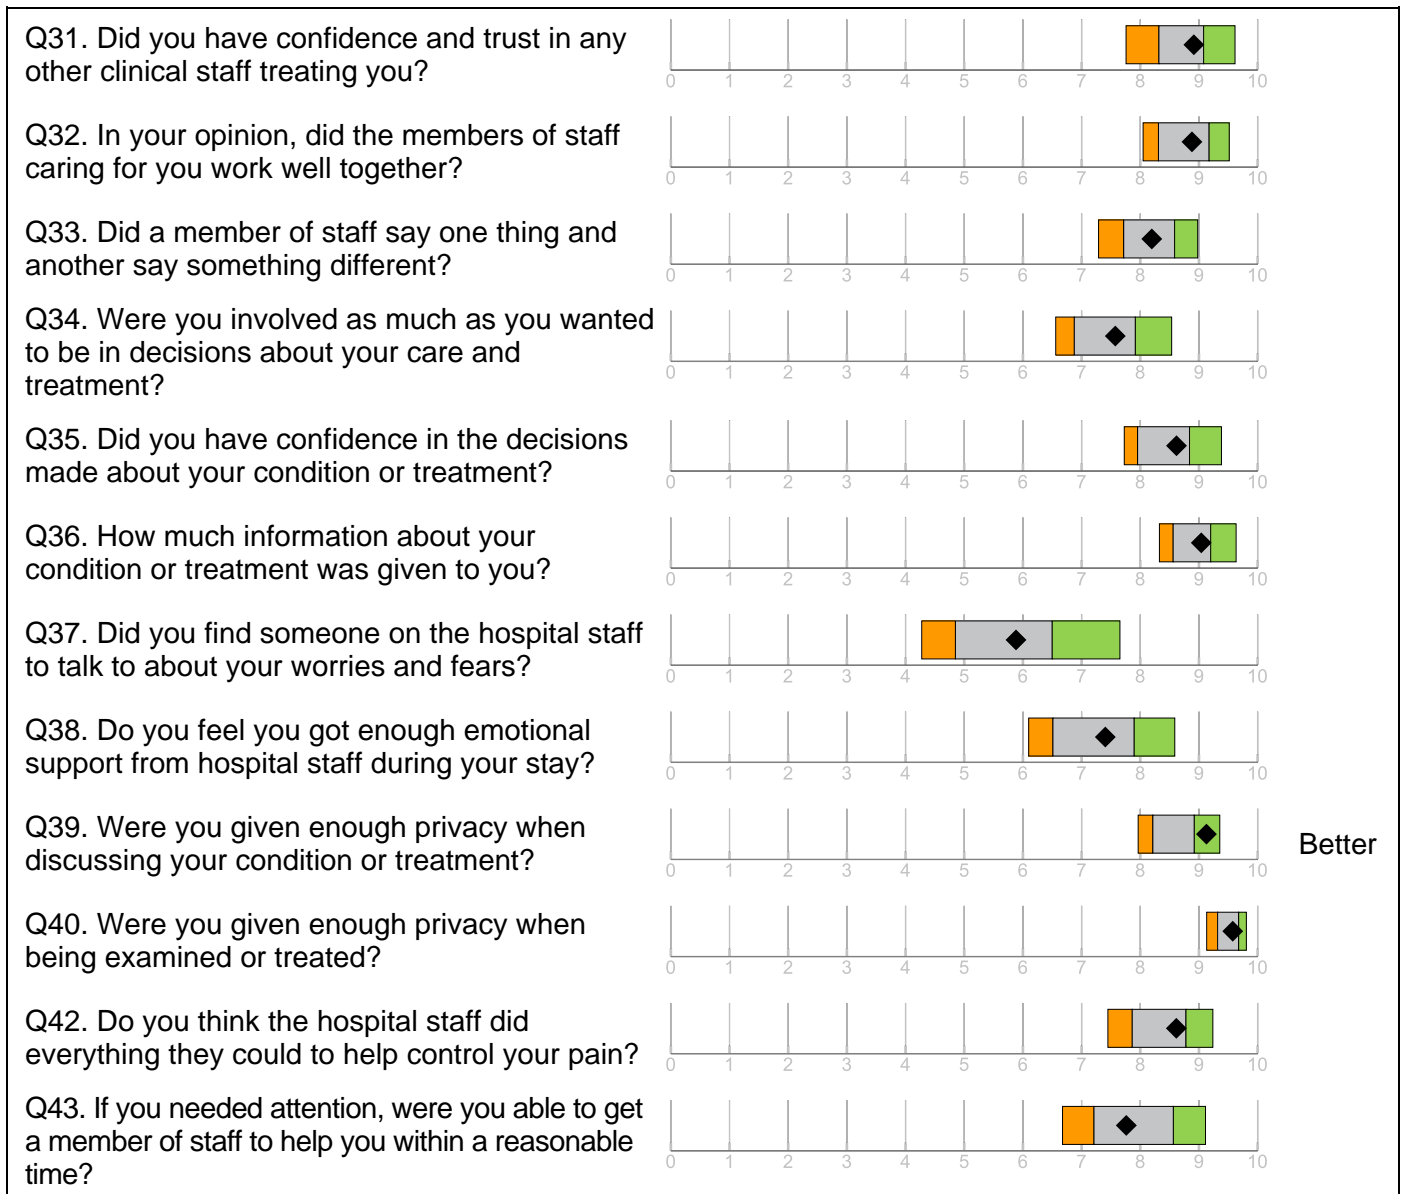 Q31. Did you have confidence and trust in any
other clinical staff treating you?
0 1 2 3 4 5 6 7 8 9 10
Q32. In your opinion, did the members of staff
caring for you work well together?
0 1 2 3 4 5 6 7 8 9 10
Q33. Did a member of staff say one thing and
another say something different?
0 1 2 3 4 5 6 7 8 9 10
Q34. Were you involved as much as you wanted
to be in decisions about your care and
treatment?
0 1 2 3 4 5 6 7 8 9 10
Q35. Did you have confidence in the decisions
made about your condition or treatment?
0 1 2 3 4 5 6 7 8 9 10
Q36. How much information about your
condition or treatment was given to you?
0 1 2 3 4 5 6 7 8 9 10
Q37. Did you find someone on the hospital staff
to talk to about your worries and fears?
0 1 2 3 4 5 6 7 8 9 10
Q38. Do you feel you got enough emotional
support from hospital staff during your stay?
0 1 2 3 4 5 6 7 8 9 10
Q39. Were you given enough privacy when
discussing your condition or treatment?
0 1 2 3 4 5 6 7 8 9 10
Better
Q40. Were you given enough privacy when
being examined or treated?
0 1 2 3 4 5 6 7 8 9 10
Q42. Do you think the hospital staff did
everything they could to help control your pain?
0 1 2 3 4 5 6 7 8 9 10
Q43. If you needed attention, were you able to get
a member of staff to help you within a reasonable
time?
0 1 2 3 4 5 6 7 8 9 10